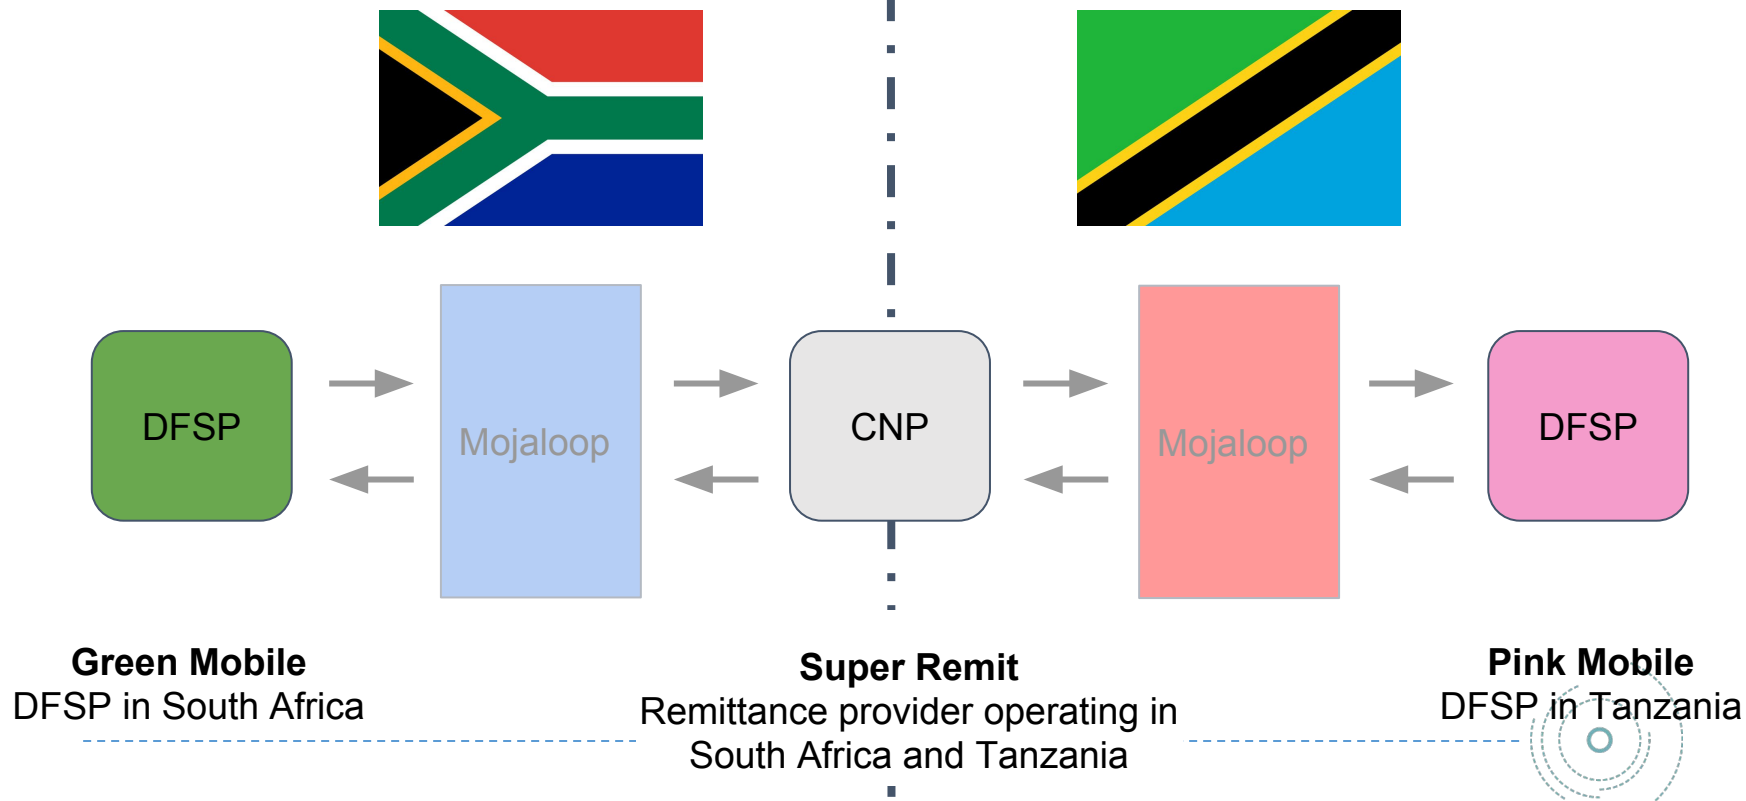 DFSP
Mojaloop
CNP
Mojaloop
DFSP
Green Mobile
DFSP in South Africa
Super Remit
Remittance provider operating in
South Africa and Tanzania
Pink Mobile
DFSP in Tanzania